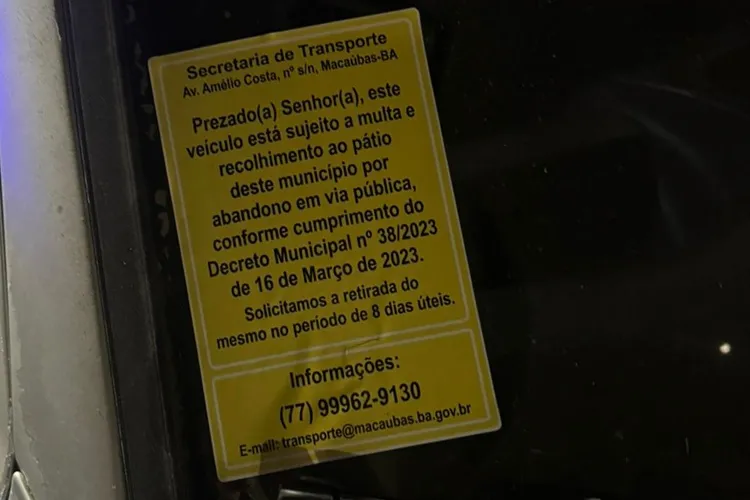 Secretaria de Transporte
Av. Amélio Costa, nº s/n, Macaúbas-BA
Prezado(a) Senhor(a), este
veículo está sujeito a multa e
recolhimento ao pátio
deste município por
abandono em via pública,
conforme cumprimento do
Decreto Municipal nº 38/2023
de 16 de Março de 2023.
Solicitamos a retirada do
mesmo no período de 8 dias úteis.
Informações:
(77) 99962-9130
E-mail: transporte@macaubas.ba.gov.br